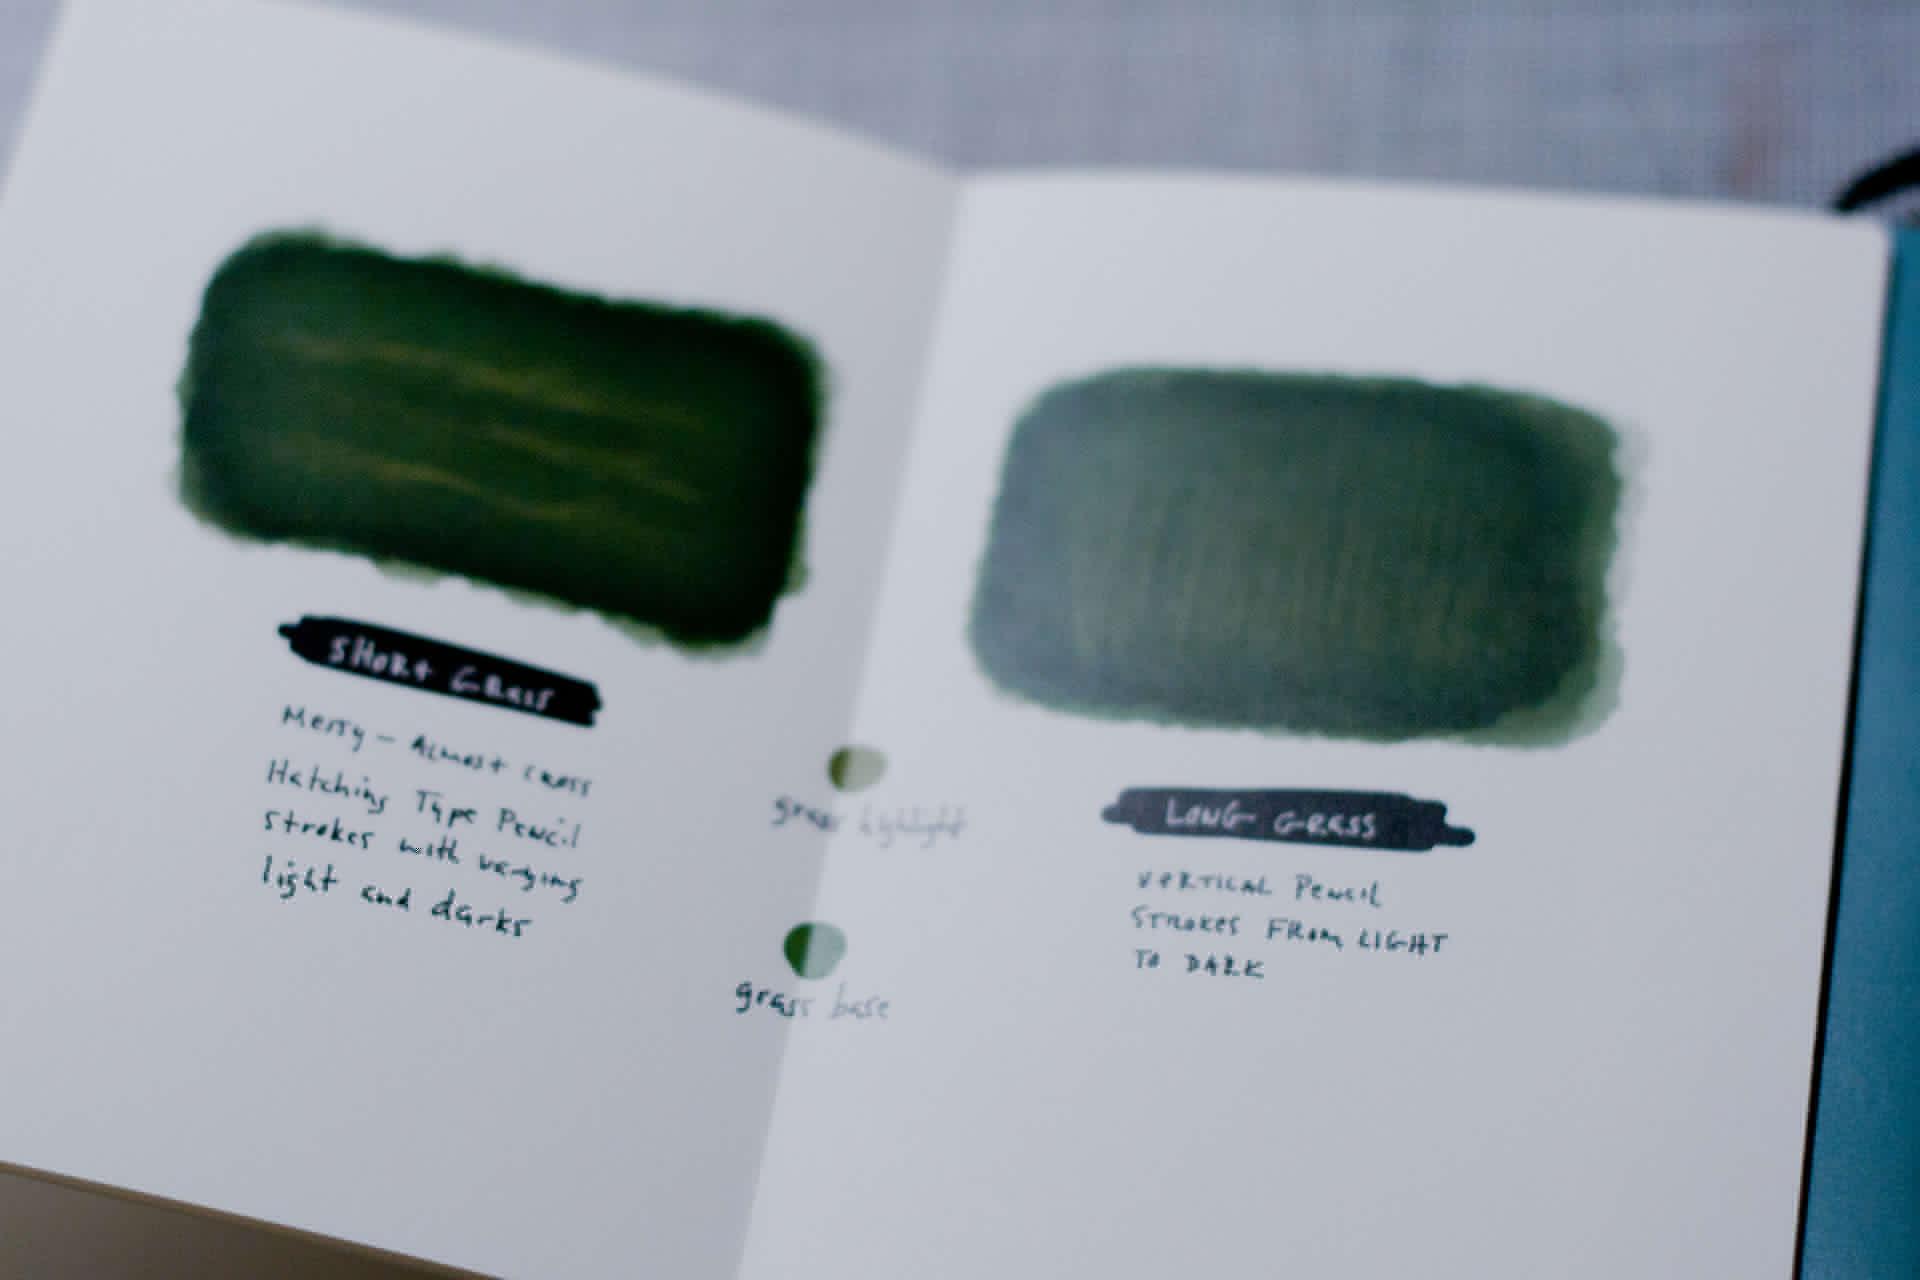 SHORT GRASS
Messy - Almost cross
Hatching Type Pencil
strokes with varying
light and darks
grass highlight
grass base
LONG GRASS
VERTICAL Pencil
STROKES FROM LIGHT
TO DARK